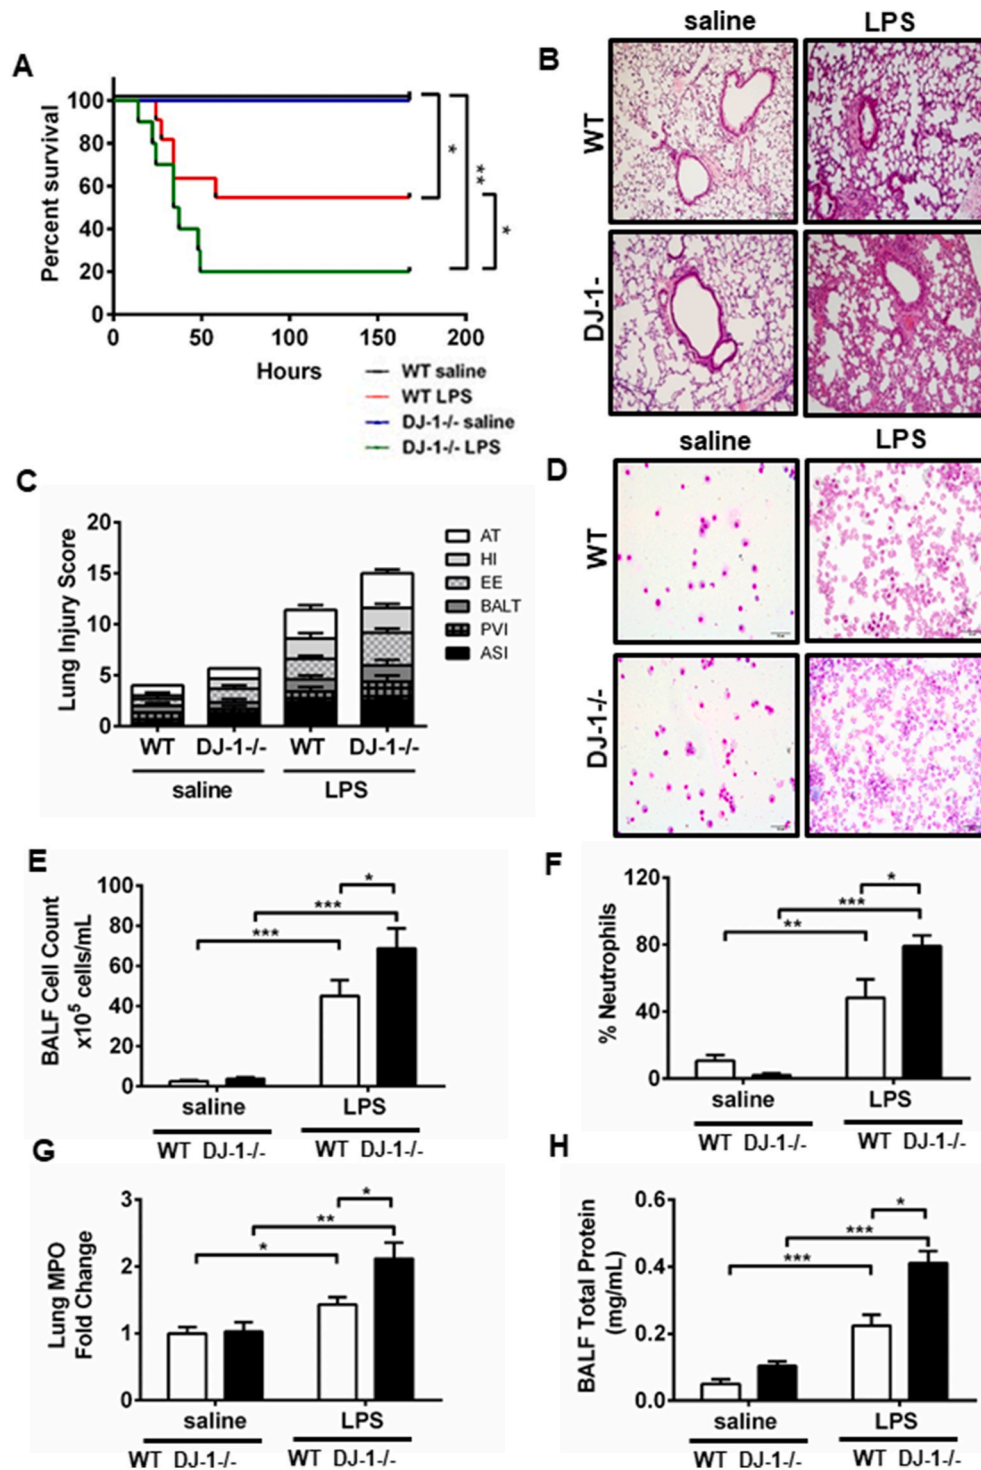 A
100
80
60
40
20
0
Percent survival
0 50 100 150 200
Hours
*
***
*
WT saline
WT LPS
DJ-1-/- saline
DJ-1-/- LPS
B
saline LPS
WT
DJ-1-
C
20
15
10
5
0
Lung Injury Score
AT
HI
EE
BALT
PVI
ASI
WT DJ-1-/- WT DJ-1-/-
saline LPS
D
saline LPS
WT
DJ-1-/-
E
100
80
60
40
20
0
BALF Cell Count
x10⁵ cells/mL
*
***
***
saline LPS
WT DJ-1-/- WT DJ-1-/-
F
120
80
40
0
% Neutrophils
*
***
**
saline LPS
WT DJ-1-/- WT DJ-1-/-
G
3
2
1
0
Lung MPO
Fold Change
*
**
*
saline LPS
WT DJ-1-/- WT DJ-1-/-
H
0.6
0.4
0.2
0.0
BALF Total Protein
(mg/mL)
*
***
***
saline LPS
WT DJ-1-/- WT DJ-1-/-